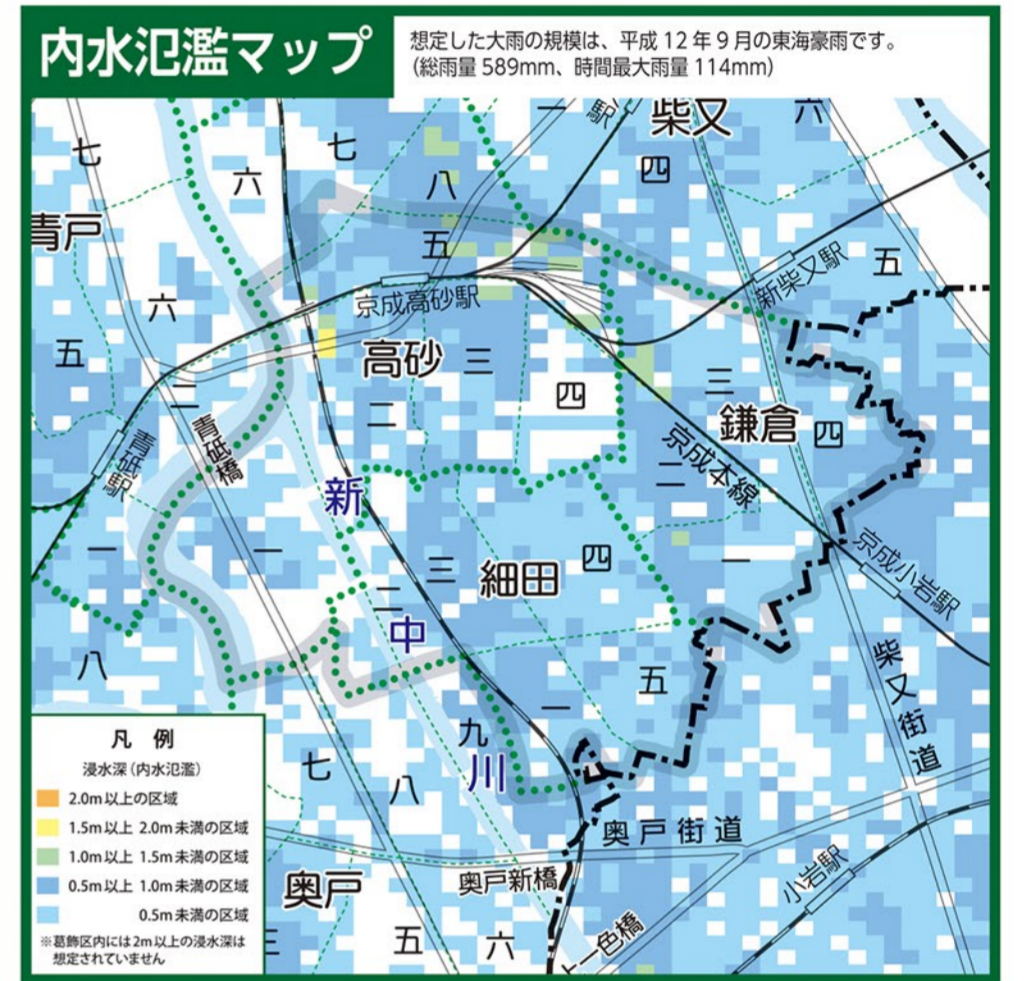 内水氾濫マップ
想定した大雨の規模は、平成12年9月の東海豪雨です。
（総雨量589mm、時間最大雨量114mm）
七
六
七
八
一
駅
柴又
四
六
青戸
五
新柴又駅
五
六
京成高砂駅
五
高砂
三
四
三
鎌倉
四
二
二
青砥橋
青砥駅
二
京成本線
新
一
一
三
細田
四
一
京成小岩駅
二
中
八
五
柴又街道
一
九
川
七
八
奥戸街道
奥戸
奥戸新橋
小岩駅
三
五
六
上一色橋
凡 例
浸水深（内水氾濫）
2.0m以上の区域
1.5m以上 2.0m未満の区域
1.0m以上 1.5m未満の区域
0.5m以上 1.0m未満の区域
0.5m未満の区域
※葛飾区内には2m以上の浸水深は
想定されていません